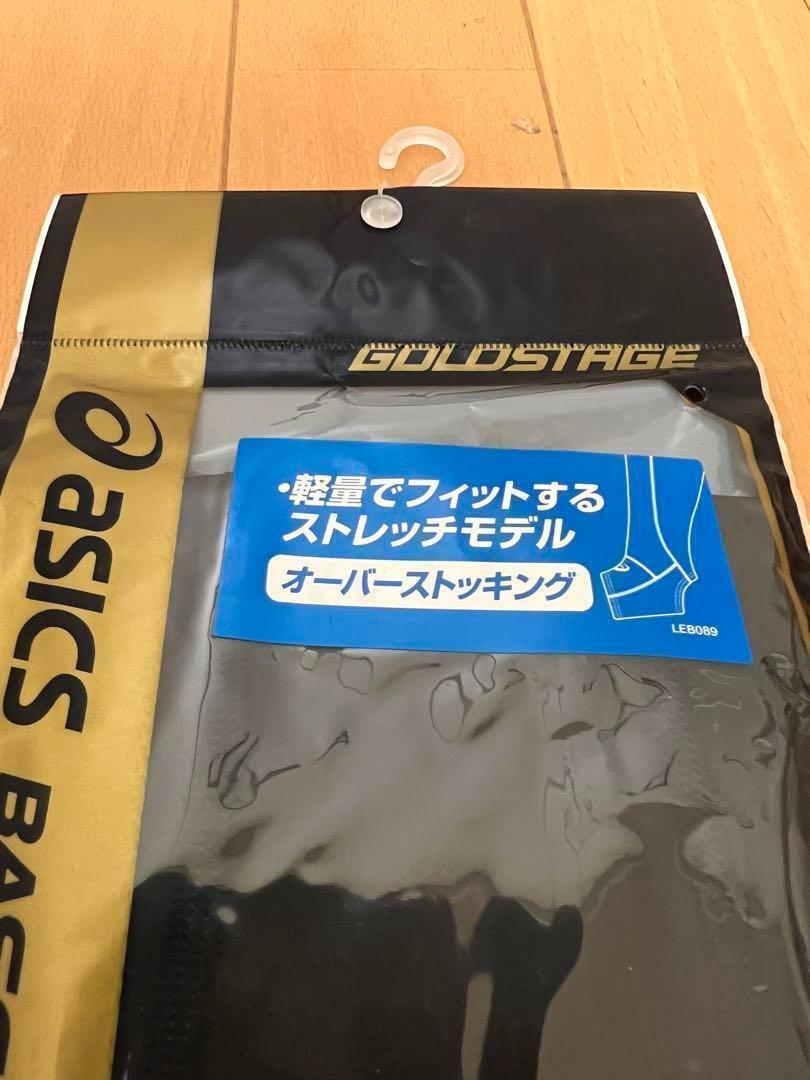 GOLDSTAGE
asics
・軽量でフィットする
ストレッチモデル
オーバーストッキング
LEB089